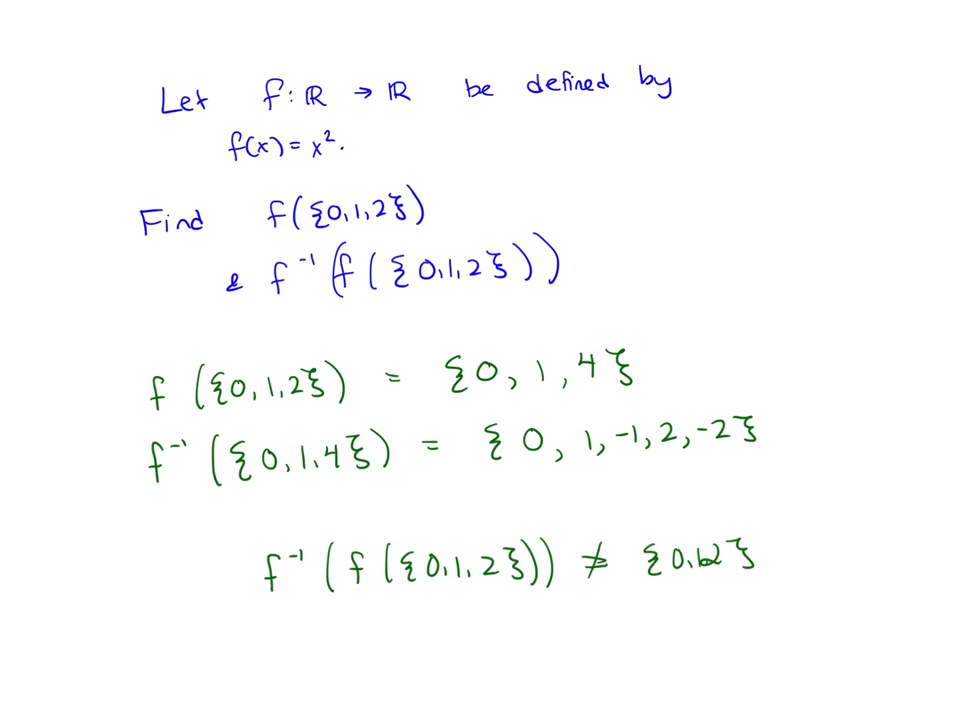 Let f: ℝ → ℝ be defined by
f(x) = x².
Find f({0,1,2})
& f⁻¹(f({0,1,2}))
f({0,1,2}) = {0, 1, 4}
f⁻¹({0,1,4}) = {0, 1, -1, 2, -2}
f⁻¹(f({0,1,2})) ≠ {0,1,2}